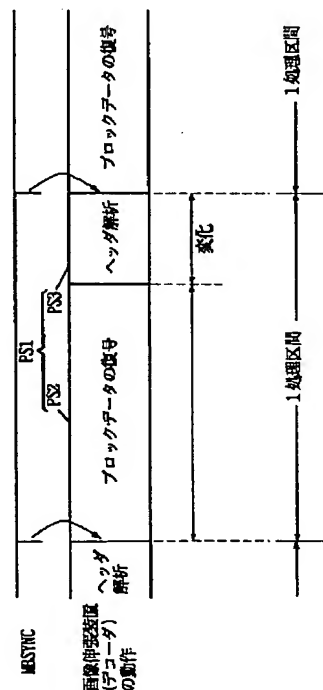 MBSYNC
PS1
PS2
PS3
画像伸張装置
(デコーダ)
の動作
ヘッダ
解析
ブロックデータの復号
ヘッダ解析
ブロックデータの復号
変化
1処理区間
1処理区間